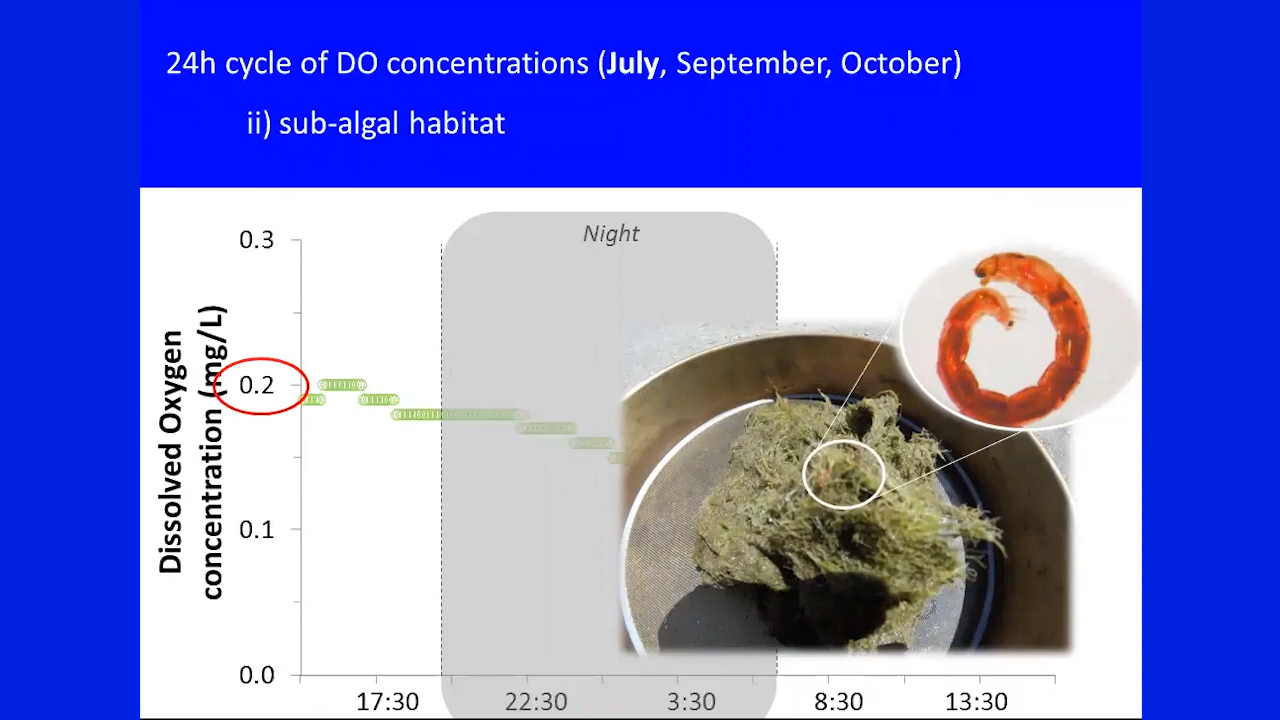 24h cycle of DO concentrations (July, September, October)
ii) sub-algal habitat
Night
Dissolved Oxygen
concentration (mg/L)
0.3
0.2
0.1
0.0
17:30 22:30 3:30 8:30 13:30